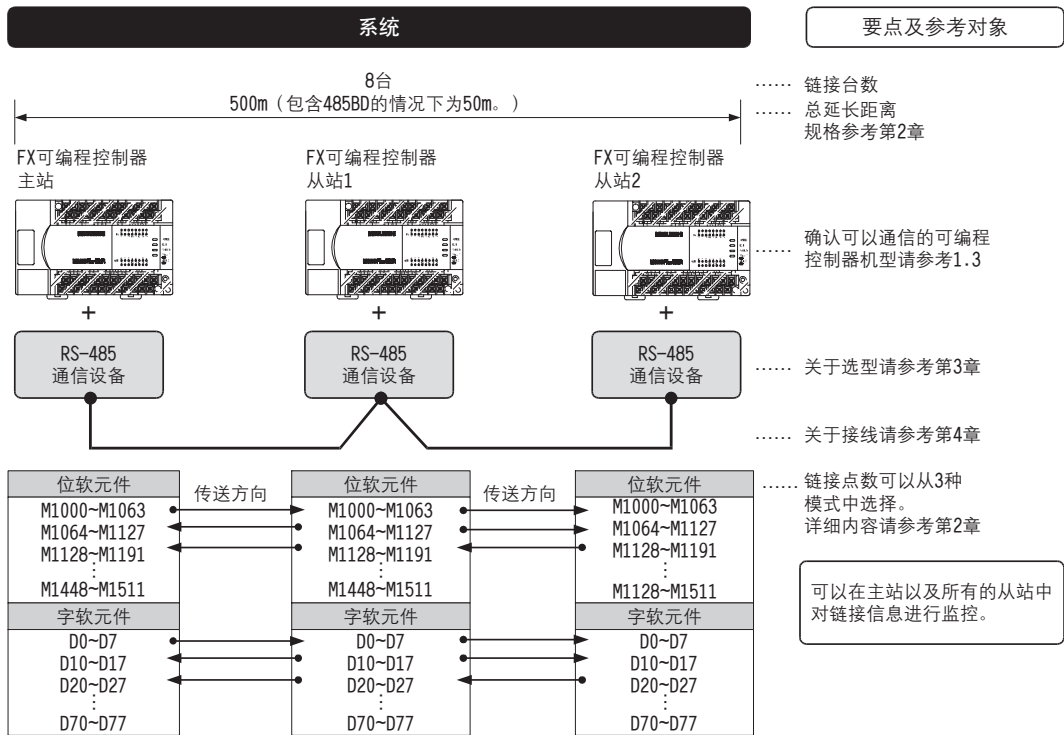 系统
要点及参考对象
8台
500m（包含485BD的情况下为50m。）
…… 链接台数
…… 总延长距离
规格参考第2章
FX可编程控制器
主站
FX可编程控制器
从站1
FX可编程控制器
从站2
…… 确认可以通信的可编程
控制器机型请参考1.3
+
+
+
RS-485
通信设备
RS-485
通信设备
RS-485
通信设备
…… 关于选型请参考第3章
…… 关于接线请参考第4章
位软元件
M1000~M1063
M1064~M1127
M1128~M1191
⋮
M1448~M1511
字软元件
D0~D7
D10~D17
D20~D27
⋮
D70~D77
传送方向
位软元件
M1000~M1063
M1064~M1127
M1128~M1191
⋮
M1448~M1511
字软元件
D0~D7
D10~D17
D20~D27
⋮
D70~D77
传送方向
位软元件
M1000~M1063
M1064~M1127
M1128~M1191
⋮
M1128~M1511
字软元件
D0~D7
D10~D17
D20~D27
⋮
D70~D77
…… 链接点数可以从3种
模式中选择。
详细内容请参考第2章
可以在主站以及所有的从站中
对链接信息进行监控。